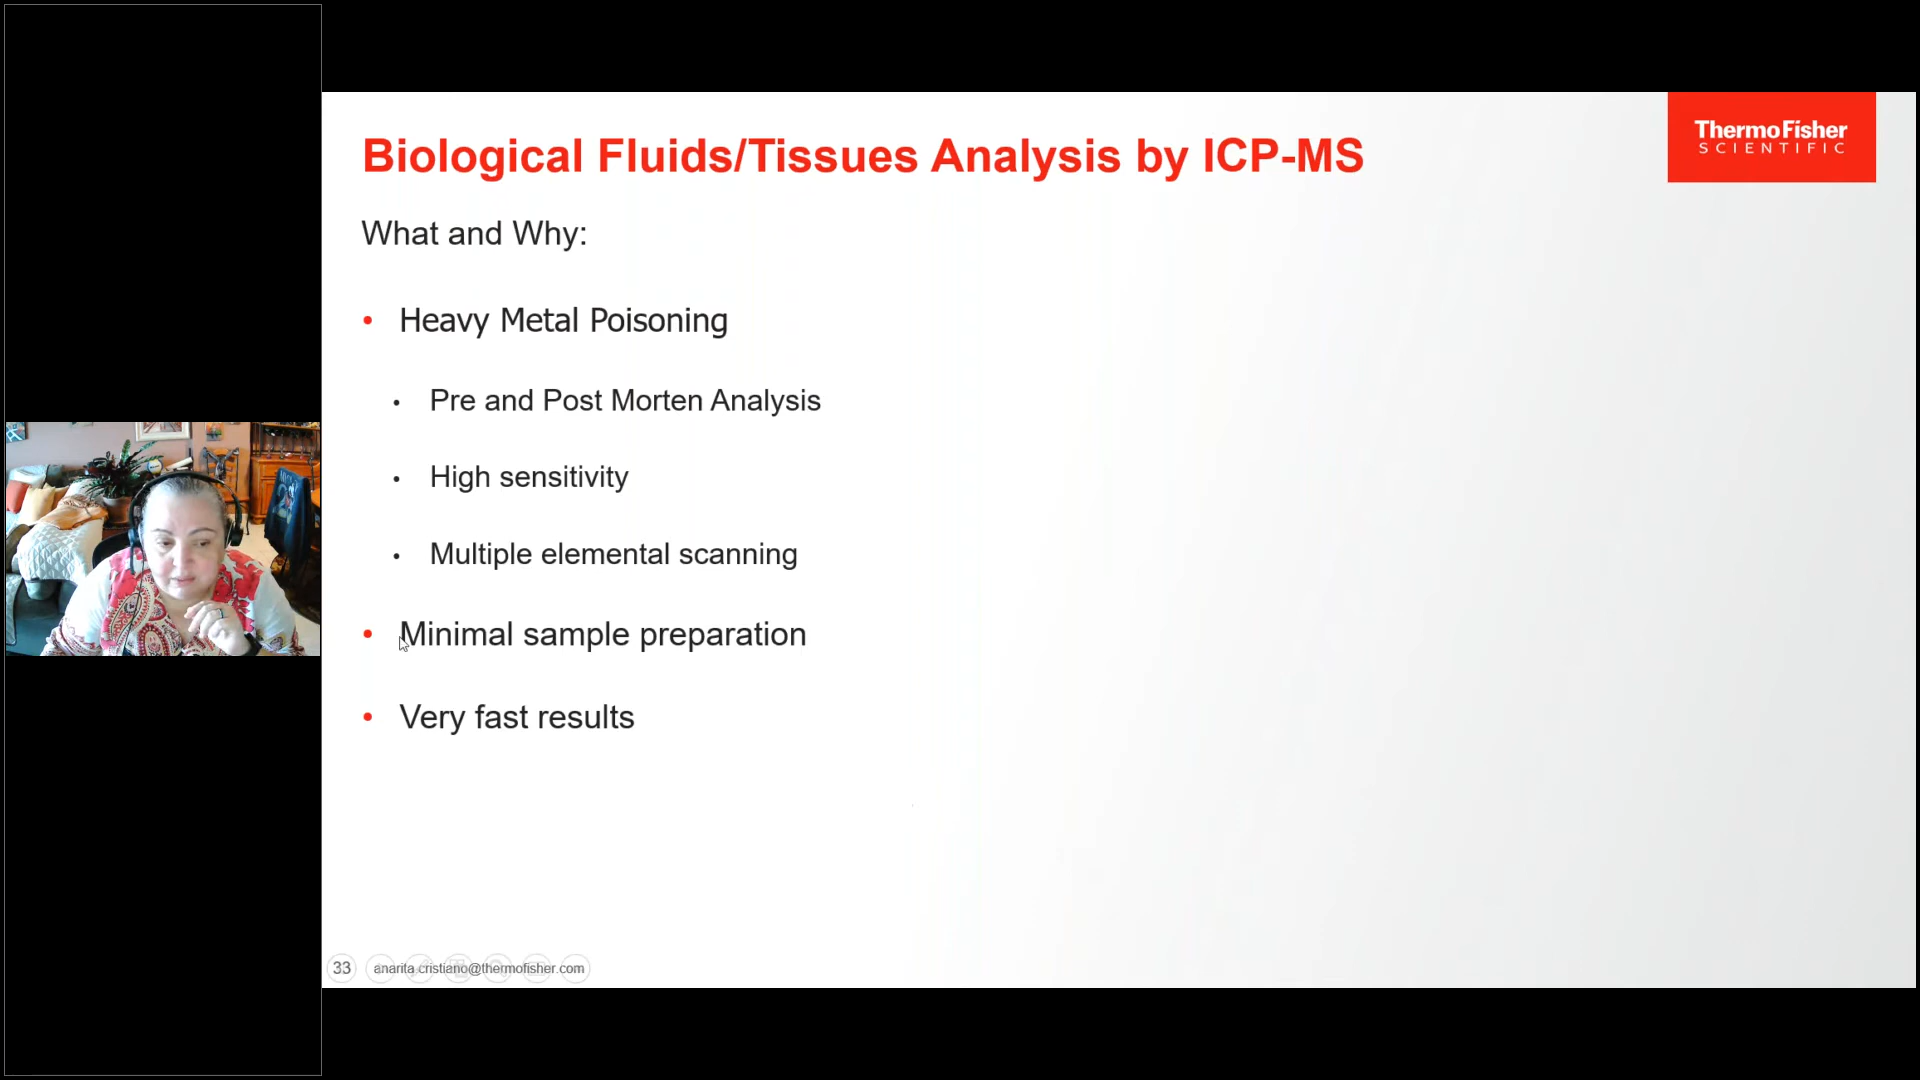 Biological Fluids/Tissues Analysis by ICP-MS
ThermoFisher
SCIENTIFIC
What and Why:
• Heavy Metal Poisoning
• Pre and Post Morten Analysis
• High sensitivity
• Multiple elemental scanning
• Minimal sample preparation
• Very fast results
33 anarita.cristiano@thermofisher.com